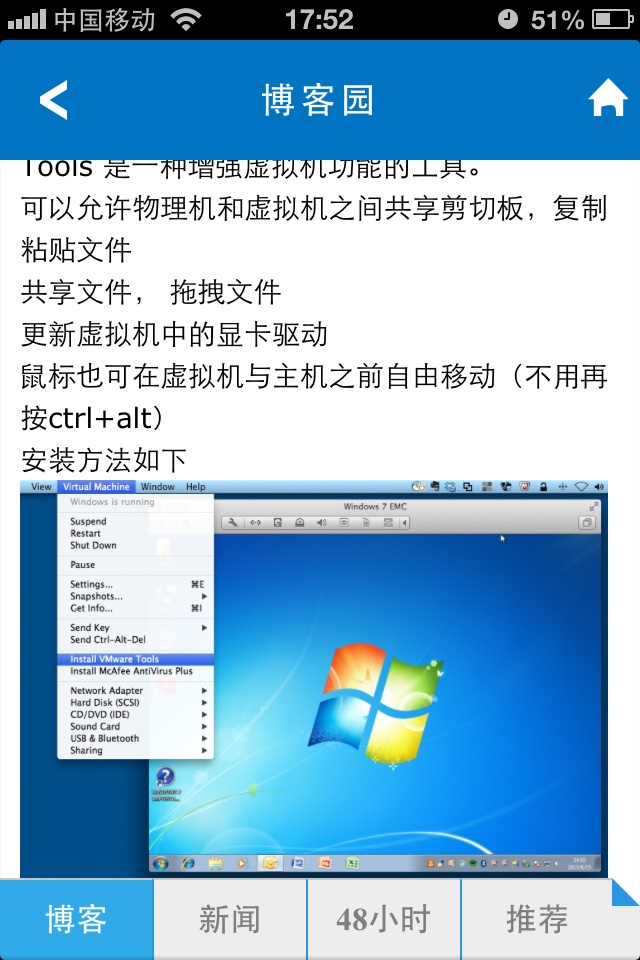 中国移动 17:52 51%
博客园
Tools 是一种增强虚拟机功能的工具。
可以允许物理机和虚拟机之间共享剪切板，复制
粘贴文件
共享文件， 拖拽文件
更新虚拟机中的显卡驱动
鼠标也可在虚拟机与主机之前自由移动（不用再
按ctrl+alt）
安装方法如下
View Virtual Machine Window Help
Windows is running
Windows 7 EMC
Suspend
Restart
Shut Down
Pause
Settings... ⌘E
Snapshots...
Get Info... ⌘I
Send Key
Send Ctrl-Alt-Del
Install VMware Tools
Install McAfee AntiVirus Plus
Network Adapter
Hard Disk (SCSI)
CD/DVD (IDE)
Sound Card
USB & Bluetooth
Sharing
博客 新闻 48小时 推荐